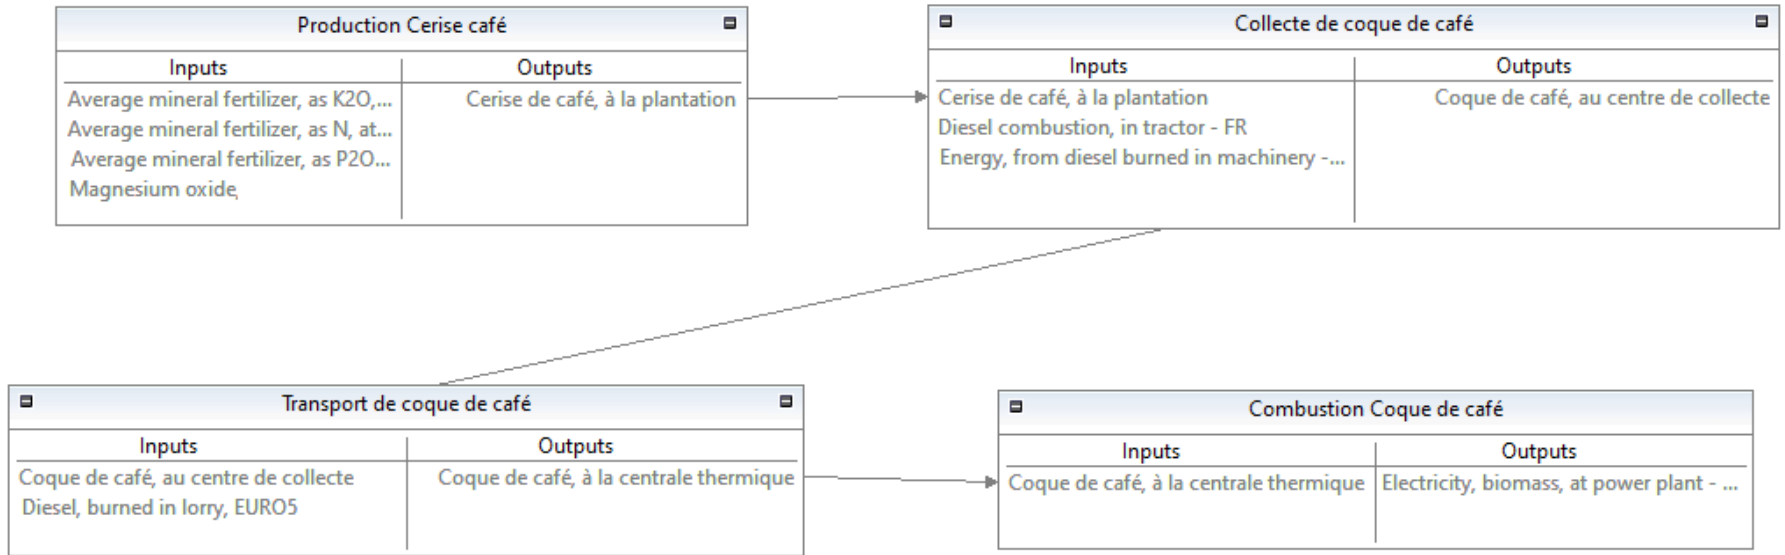 Production Cerise café
Inputs
Outputs
Average mineral fertilizer, as K2O,...
Average mineral fertilizer, as N, at...
Average mineral fertilizer, as P2O...
Magnesium oxide,
Cerise de café, à la plantation
Collecte de coque de café
Inputs
Outputs
Cerise de café, à la plantation
Diesel combustion, in tractor - FR
Energy, from diesel burned in machinery -...
Coque de café, au centre de collecte
Transport de coque de café
Inputs
Outputs
Coque de café, au centre de collecte
Diesel, burned in lorry, EURO5
Coque de café, à la centrale thermique
Combustion Coque de café
Inputs
Outputs
Coque de café, à la centrale thermique
Electricity, biomass, at power plant - ...